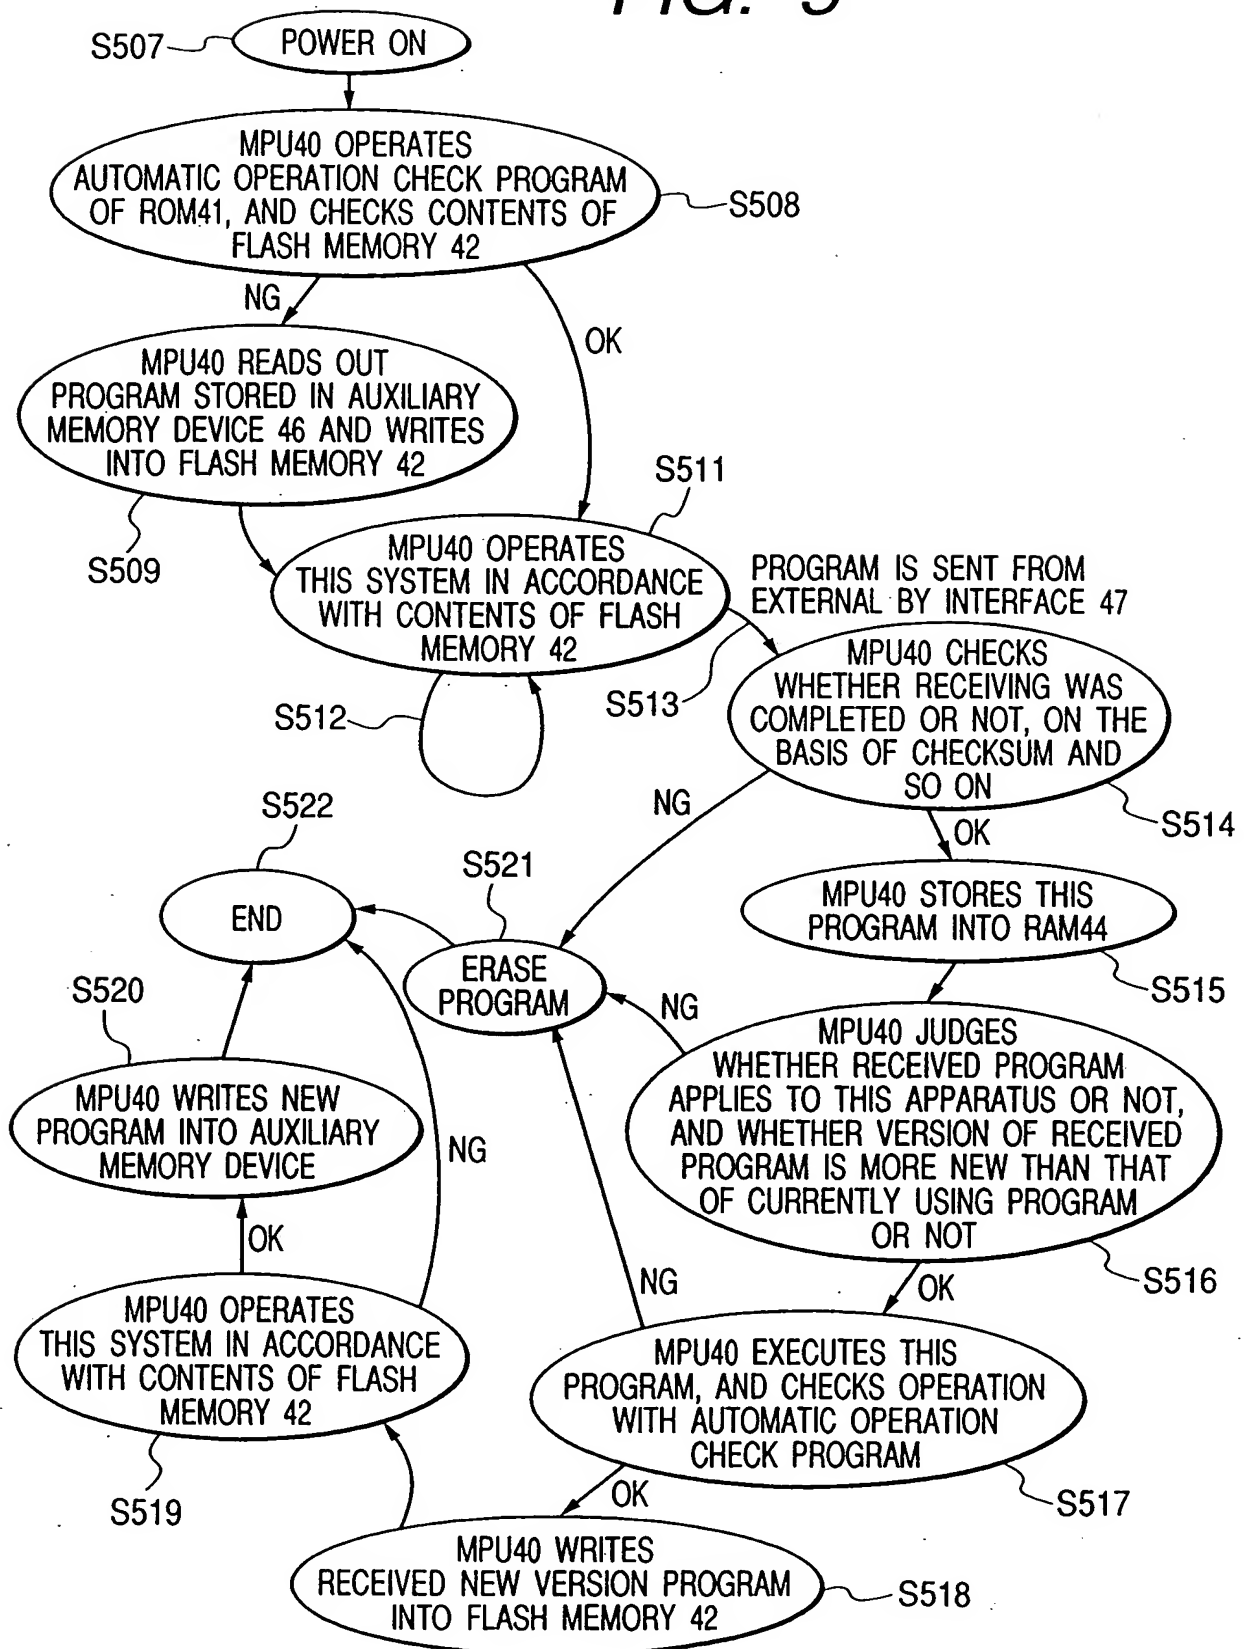 S507
POWER ON
MPU40 OPERATES
AUTOMATIC OPERATION CHECK PROGRAM
OF ROM41, AND CHECKS CONTENTS OF
FLASH MEMORY 42
S508
NG
OK
MPU40 READS OUT
PROGRAM STORED IN AUXILIARY
MEMORY DEVICE 46 AND WRITES
INTO FLASH MEMORY 42
S509
S511
MPU40 OPERATES
THIS SYSTEM IN ACCORDANCE
WITH CONTENTS OF FLASH
MEMORY 42
S512
S513
PROGRAM IS SENT FROM
EXTERNAL BY INTERFACE 47
MPU40 CHECKS
WHETHER RECEIVING WAS
COMPLETED OR NOT, ON THE
BASIS OF CHECKSUM AND
SO ON
S514
NG
OK
MPU40 STORES THIS
PROGRAM INTO RAM44
S515
S522
END
S521
ERASE
PROGRAM
NG
MPU40 JUDGES
WHETHER RECEIVED PROGRAM
APPLIES TO THIS APPARATUS OR NOT,
AND WHETHER VERSION OF RECEIVED
PROGRAM IS MORE NEW THAN THAT
OF CURRENTLY USING PROGRAM
OR NOT
S516
S520
MPU40 WRITES NEW
PROGRAM INTO AUXILIARY
MEMORY DEVICE
NG
OK
NG
OK
MPU40 OPERATES
THIS SYSTEM IN ACCORDANCE
WITH CONTENTS OF FLASH
MEMORY 42
S519
MPU40 EXECUTES THIS
PROGRAM, AND CHECKS OPERATION
WITH AUTOMATIC OPERATION
CHECK PROGRAM
S517
OK
MPU40 WRITES
RECEIVED NEW VERSION PROGRAM
INTO FLASH MEMORY 42
S518